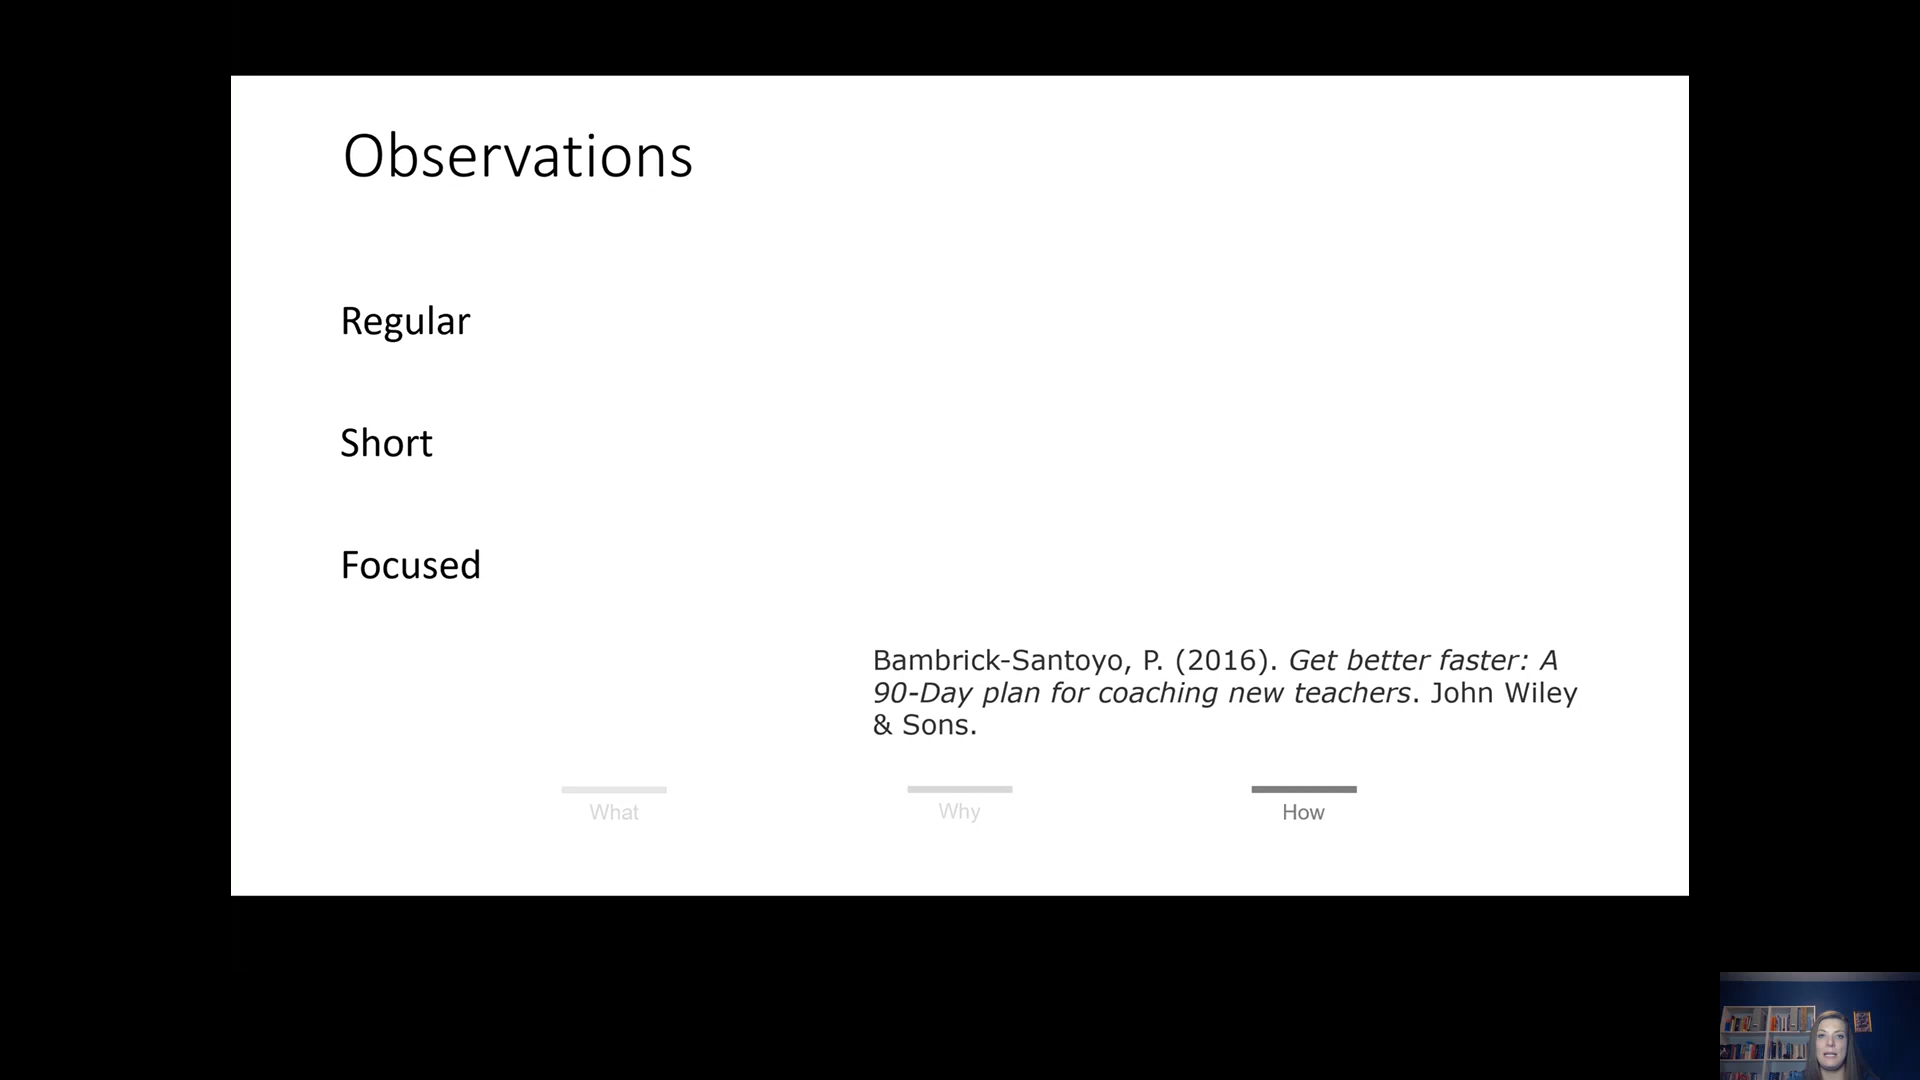 Observations
Regular
Short
Focused
Bambrick-Santoyo, P. (2016). Get better faster: A
90-Day plan for coaching new teachers. John Wiley
& Sons.
What
Why
How